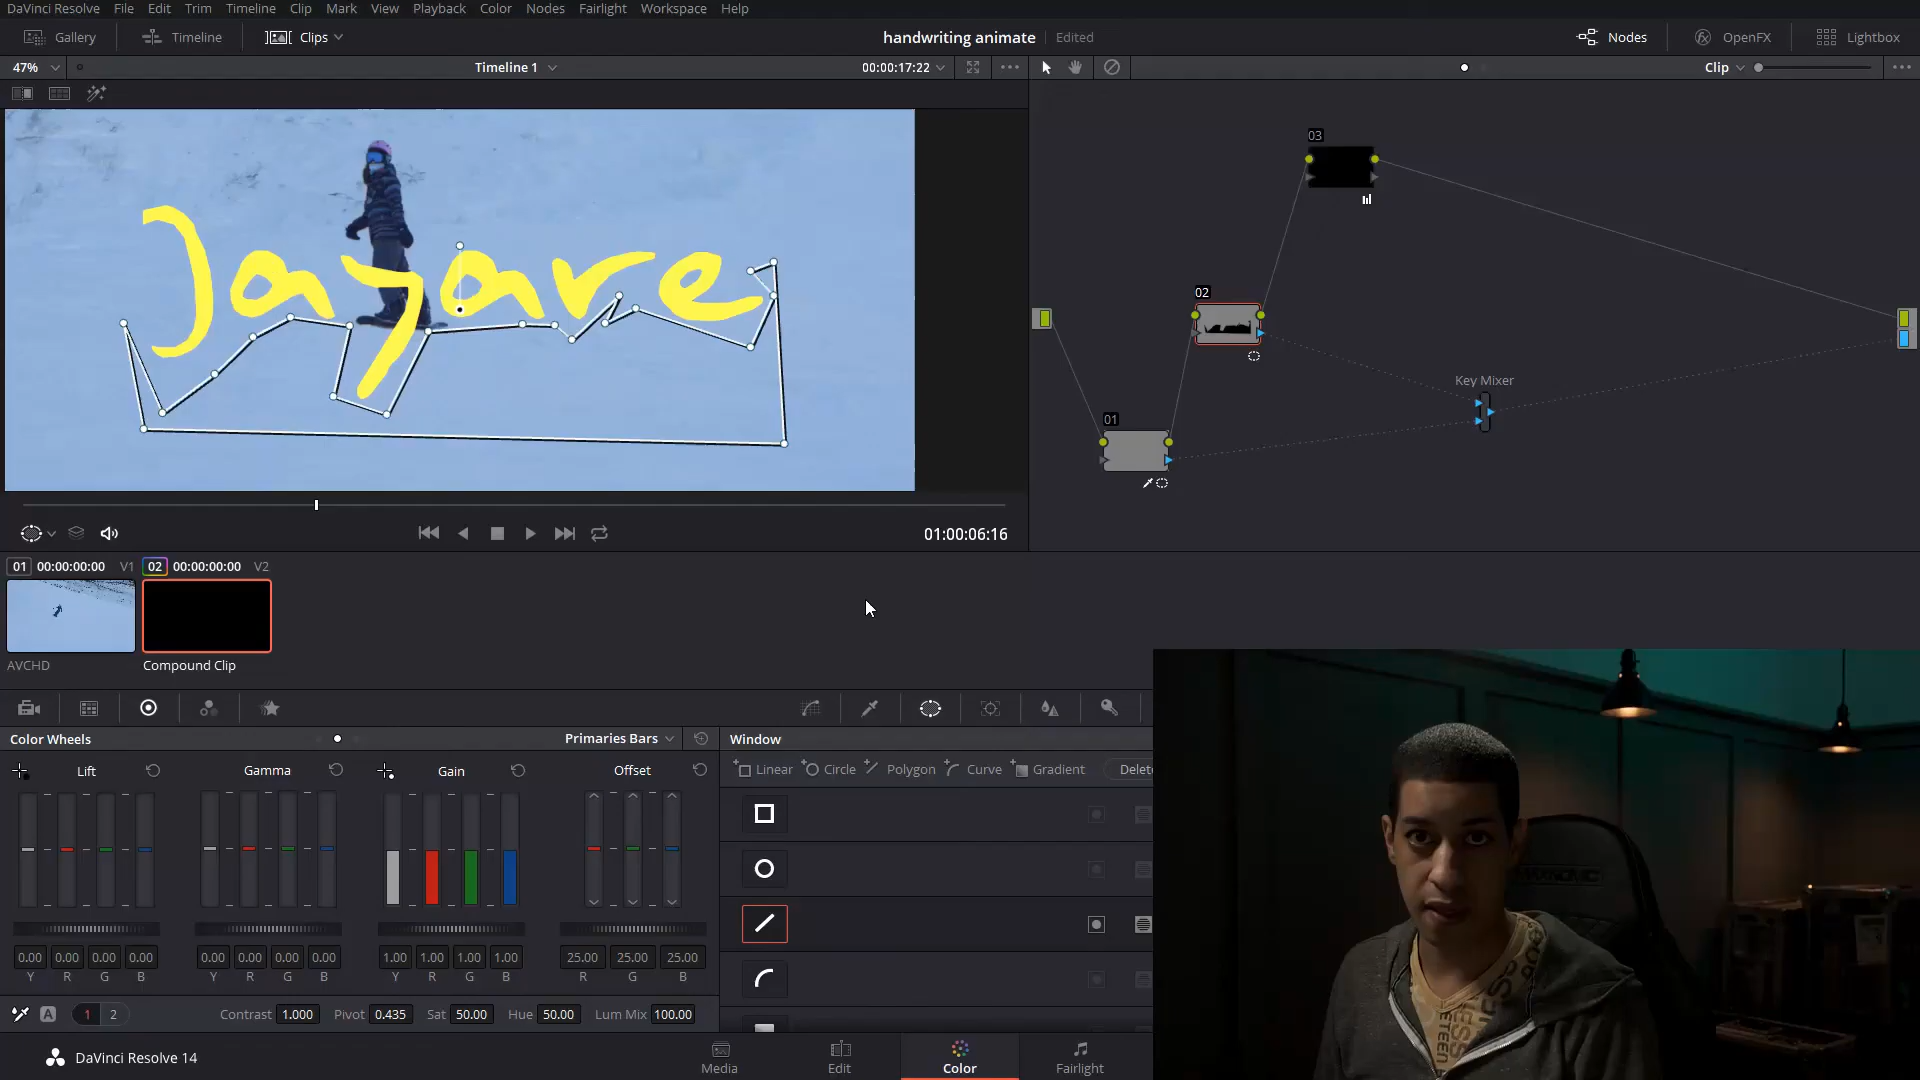 DaVinci Resolve File Edit Trim Timeline Clip Mark View Playback Color Nodes Fairlight Workspace Help
Gallery Timeline Clips handwriting animate Edited Nodes OpenFX Lightbox
47% Timeline 1 00:00:17:22 Clip
03
Jayare
02
Key Mixer
01
01:00:06:16
01 00:00:00:00 V1 02 00:00:00:00 V2
AVCHD Compound Clip
Color Wheels Primaries Bars Window
Lift Gamma Gain Offset Linear Circle Polygon Curve Gradient Delete
0.00 0.00 0.00 0.00 0.00 0.00 0.00 0.00 1.00 1.00 1.00 1.00 25.00 25.00 25.00
Y R G B Y R G B Y R G B R G B
A 1 2 Contrast 1.000 Pivot 0.435 Sat 50.00 Hue 50.00 Lum Mix 100.00
DaVinci Resolve 14 Media Edit Color Fairlight